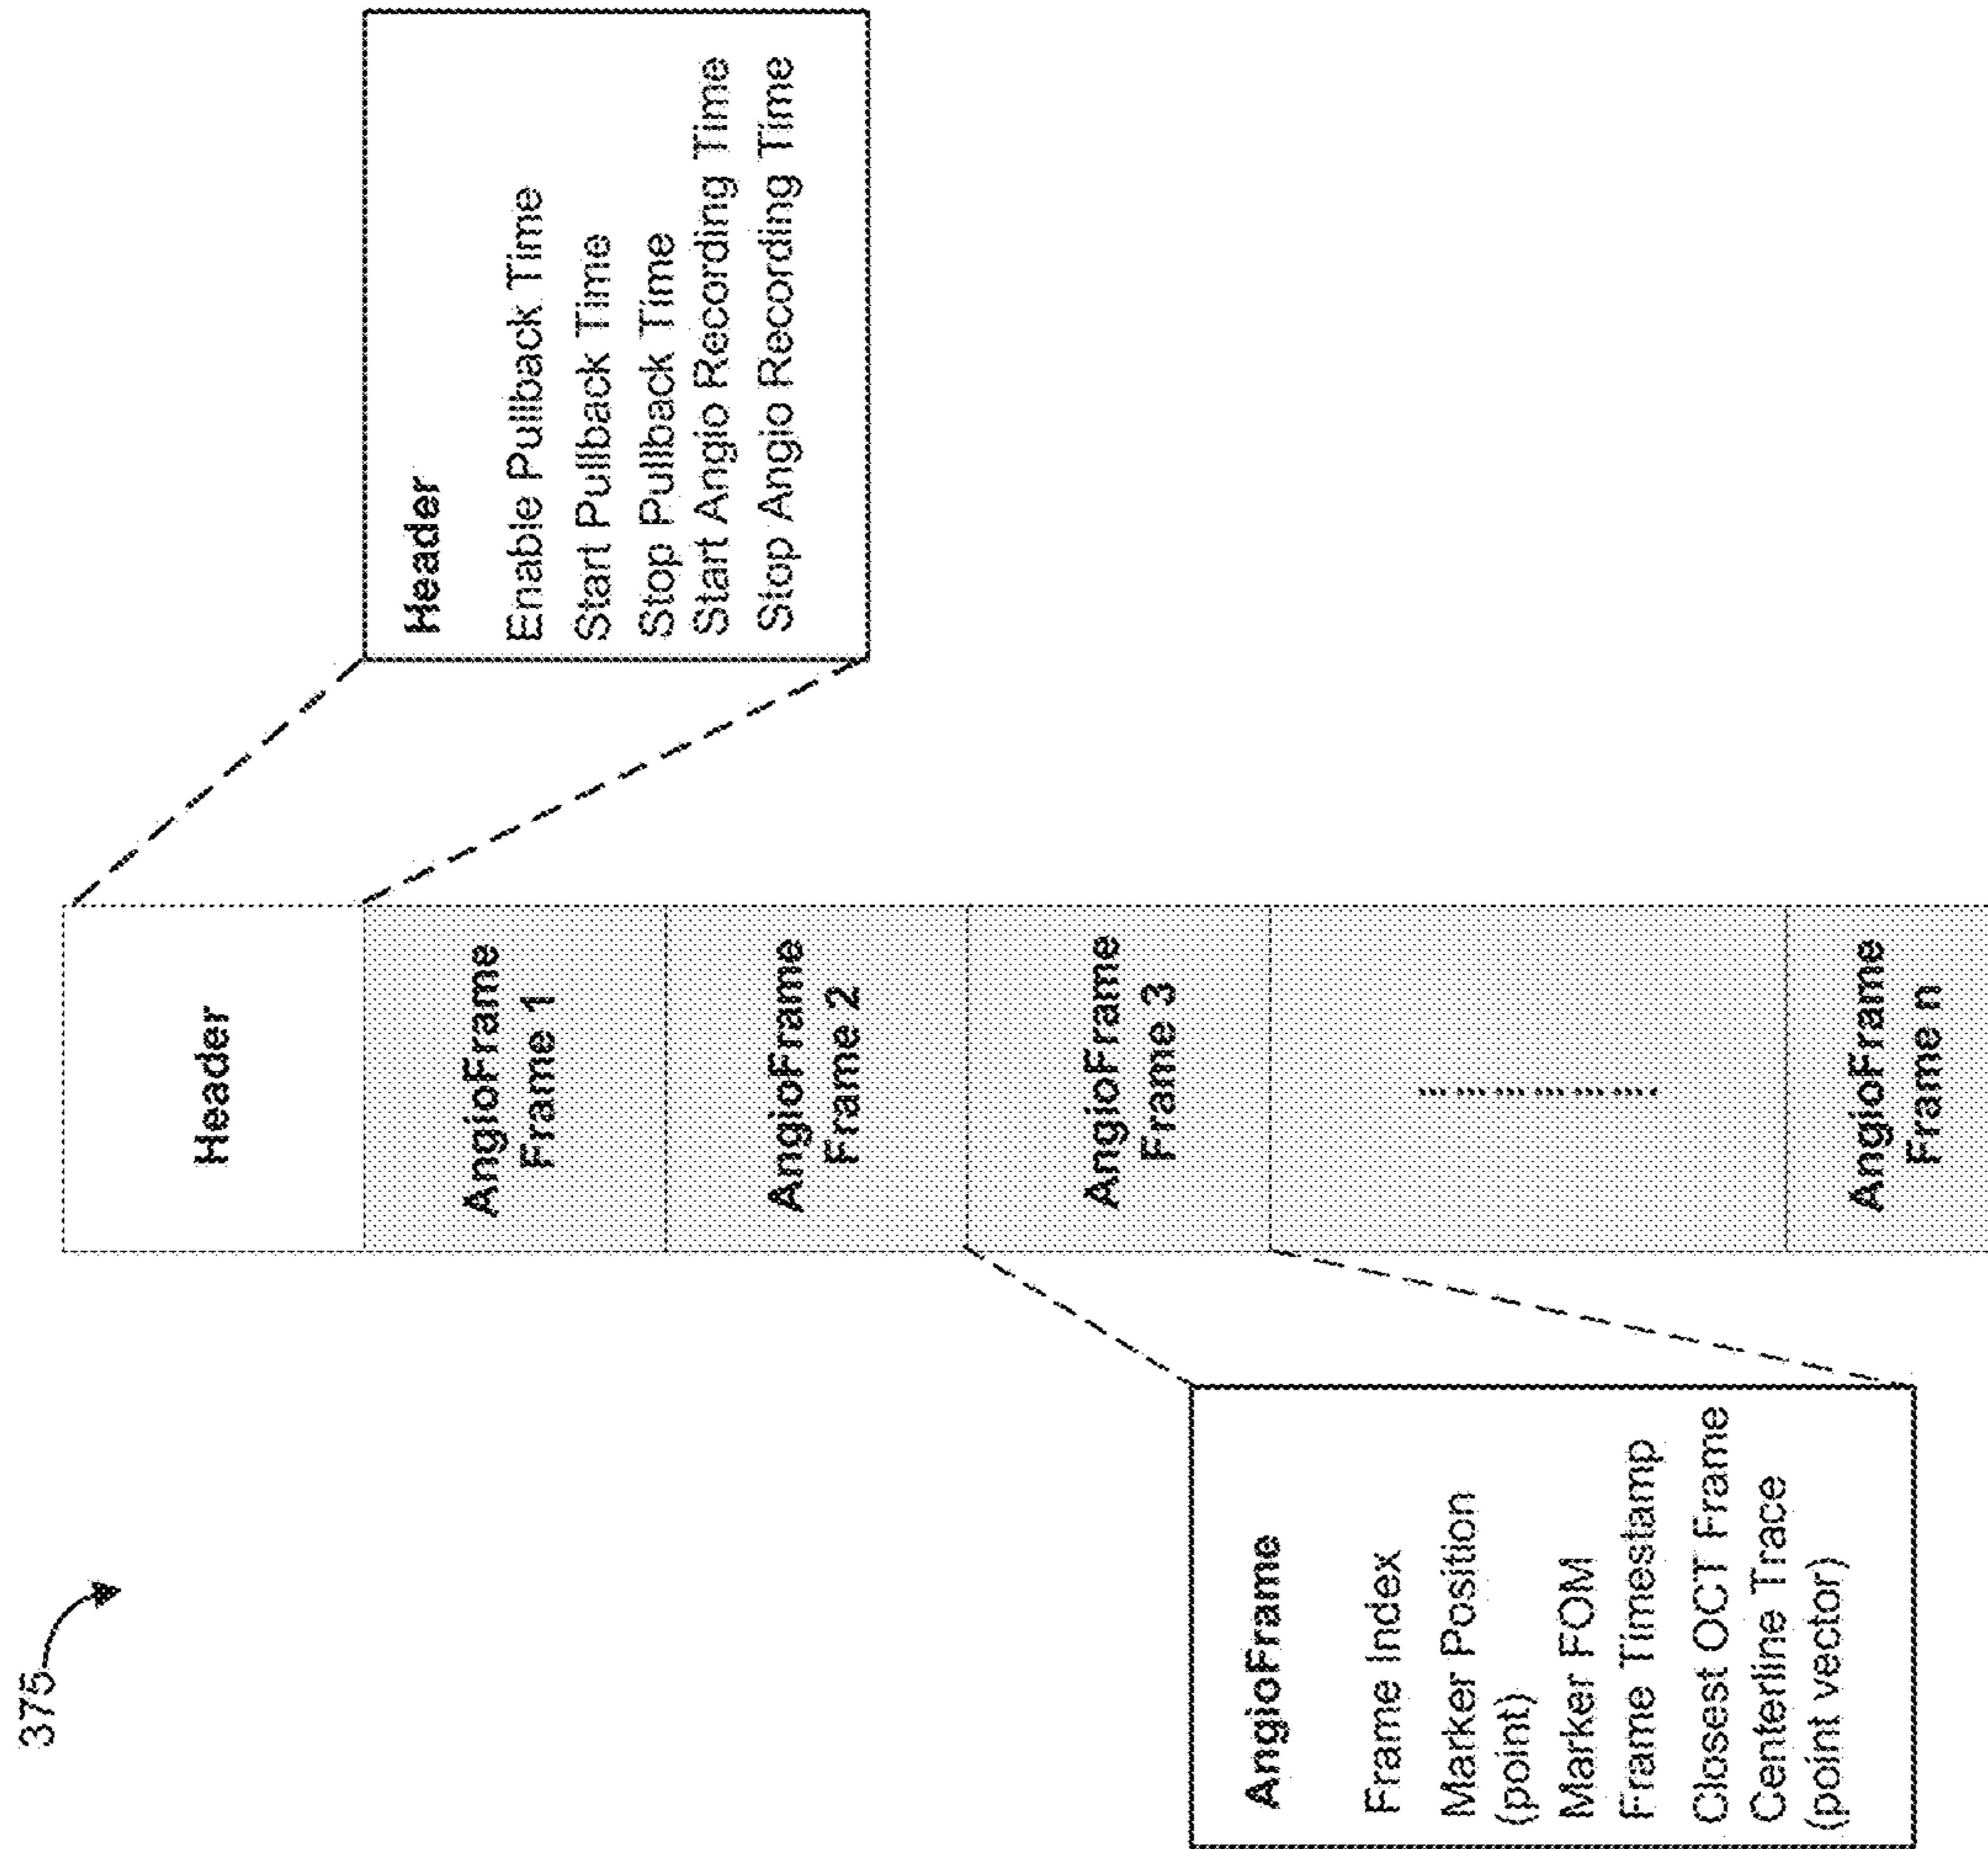 375
Header
Enable Pullback Time
Start Pullback Time
Stop Pullback Time
Start Angio Recording Time
Stop Angio Recording Time
Header
AngioFrame
Frame 1
AngioFrame
Frame 2
AngioFrame
Frame 3
AngioFrame
Frame n
AngioFrame
Frame Index
Marker Position
(point)
Marker FOM
Frame Timestamp
Closest OCT Frame
Centerline Trace
(point vector)